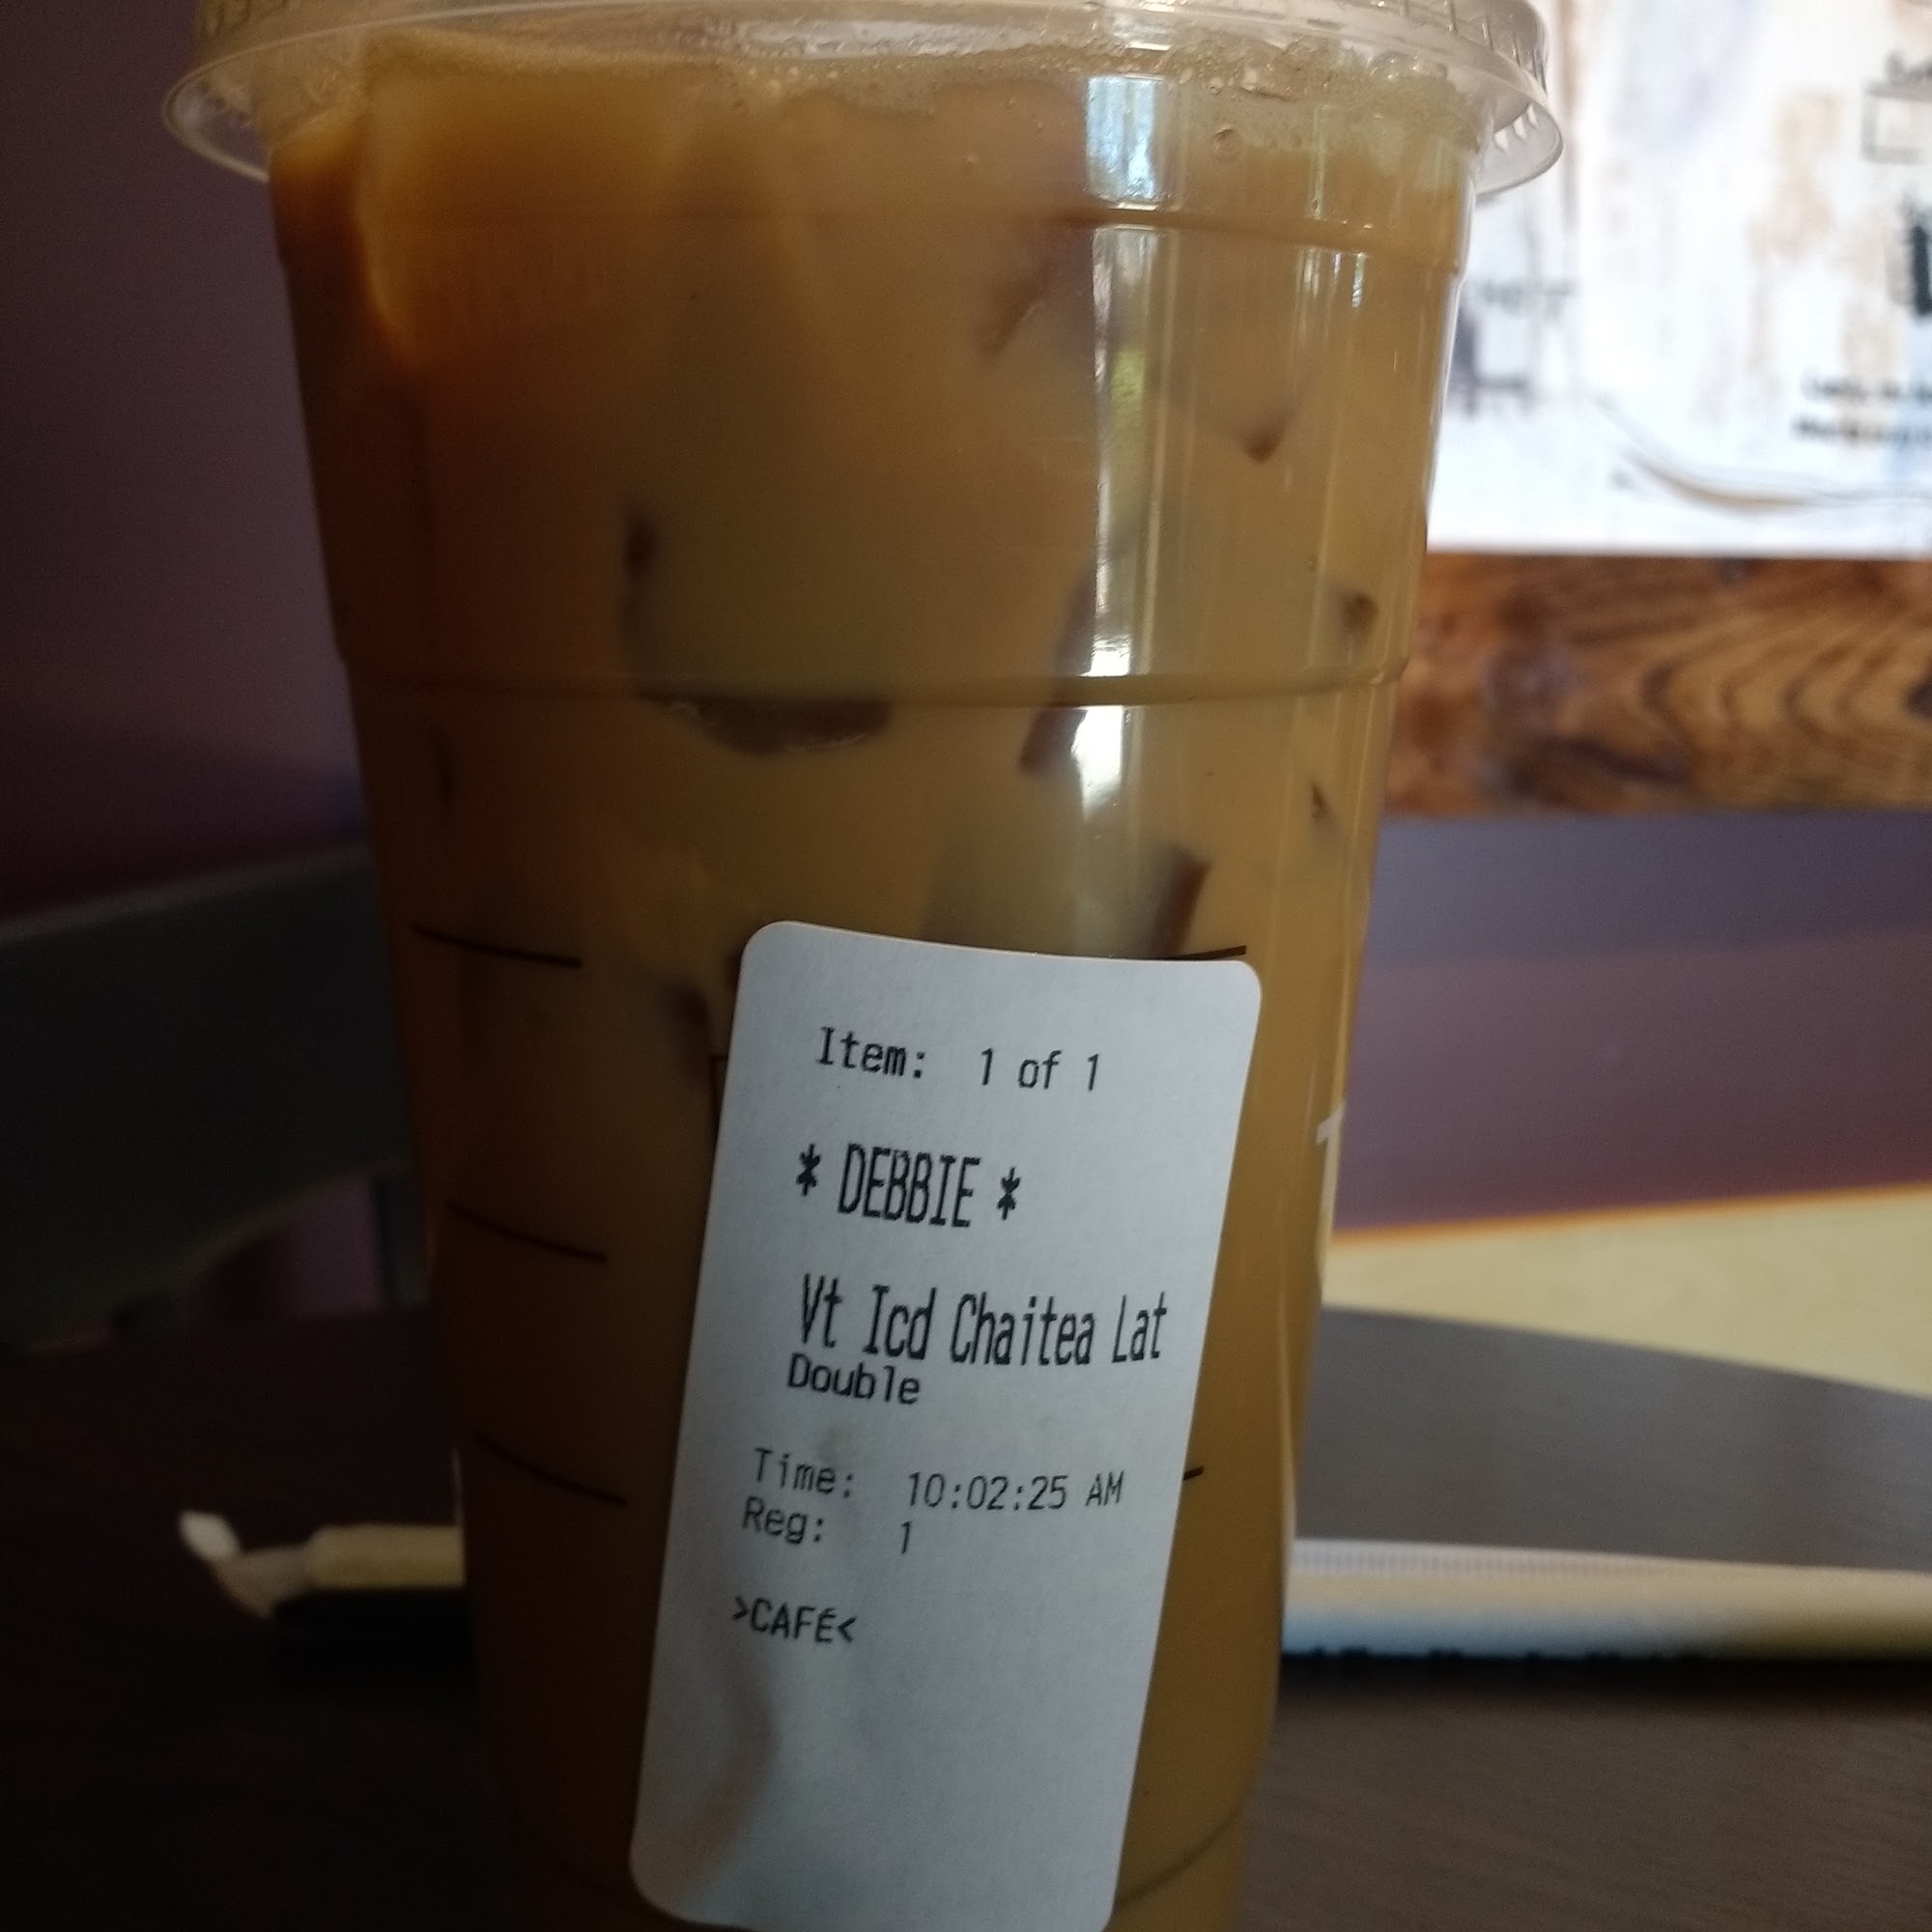 Item: 1 of 1
* DEBBIE *
Vt Icd Chaitea Lat
Double
Time: 10:02:25 AM
Reg: 1
>CAFÉ<